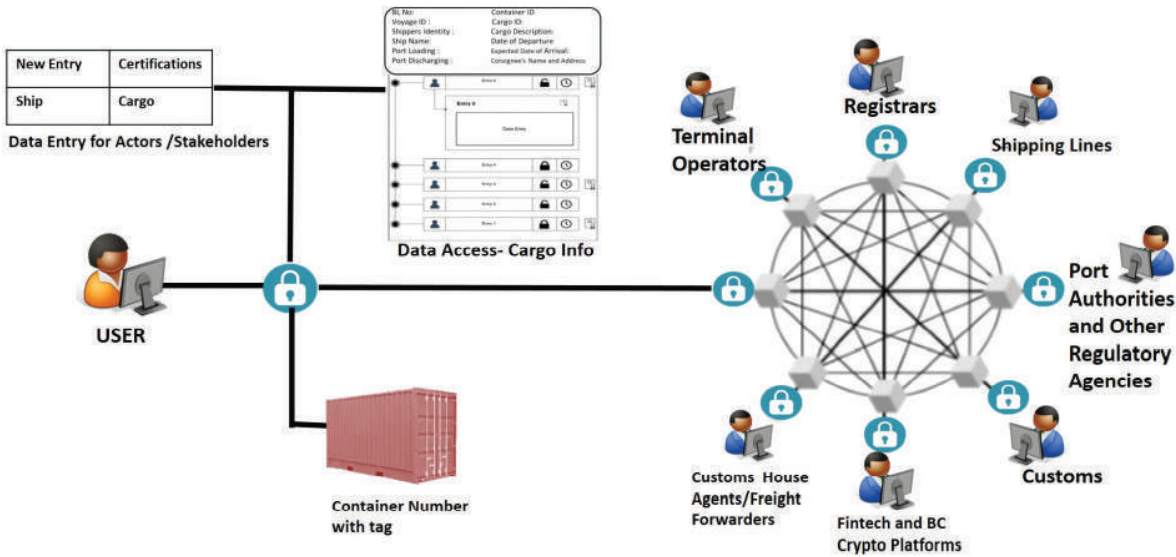 BL No:
Container ID
Voyage ID :
Cargo ID:
Shippers Identity :
Cargo Description:
Ship Name:
Date of Departure
Port Loading :
Expected Date of Arrival:
Port Discharging :
Consignee's Name and Address
New Entry
Certifications
Ship
Cargo
Data Entry for Actors /Stakeholders
Data Entry
Data Access- Cargo Info
USER
Container Number
with tag
Terminal
Operators
Registrars
Shipping Lines
Port
Authorities
and Other
Regulatory
Agencies
Customs
Fintech and BC
Crypto Platforms
Customs House
Agents/Freight
Forwarders